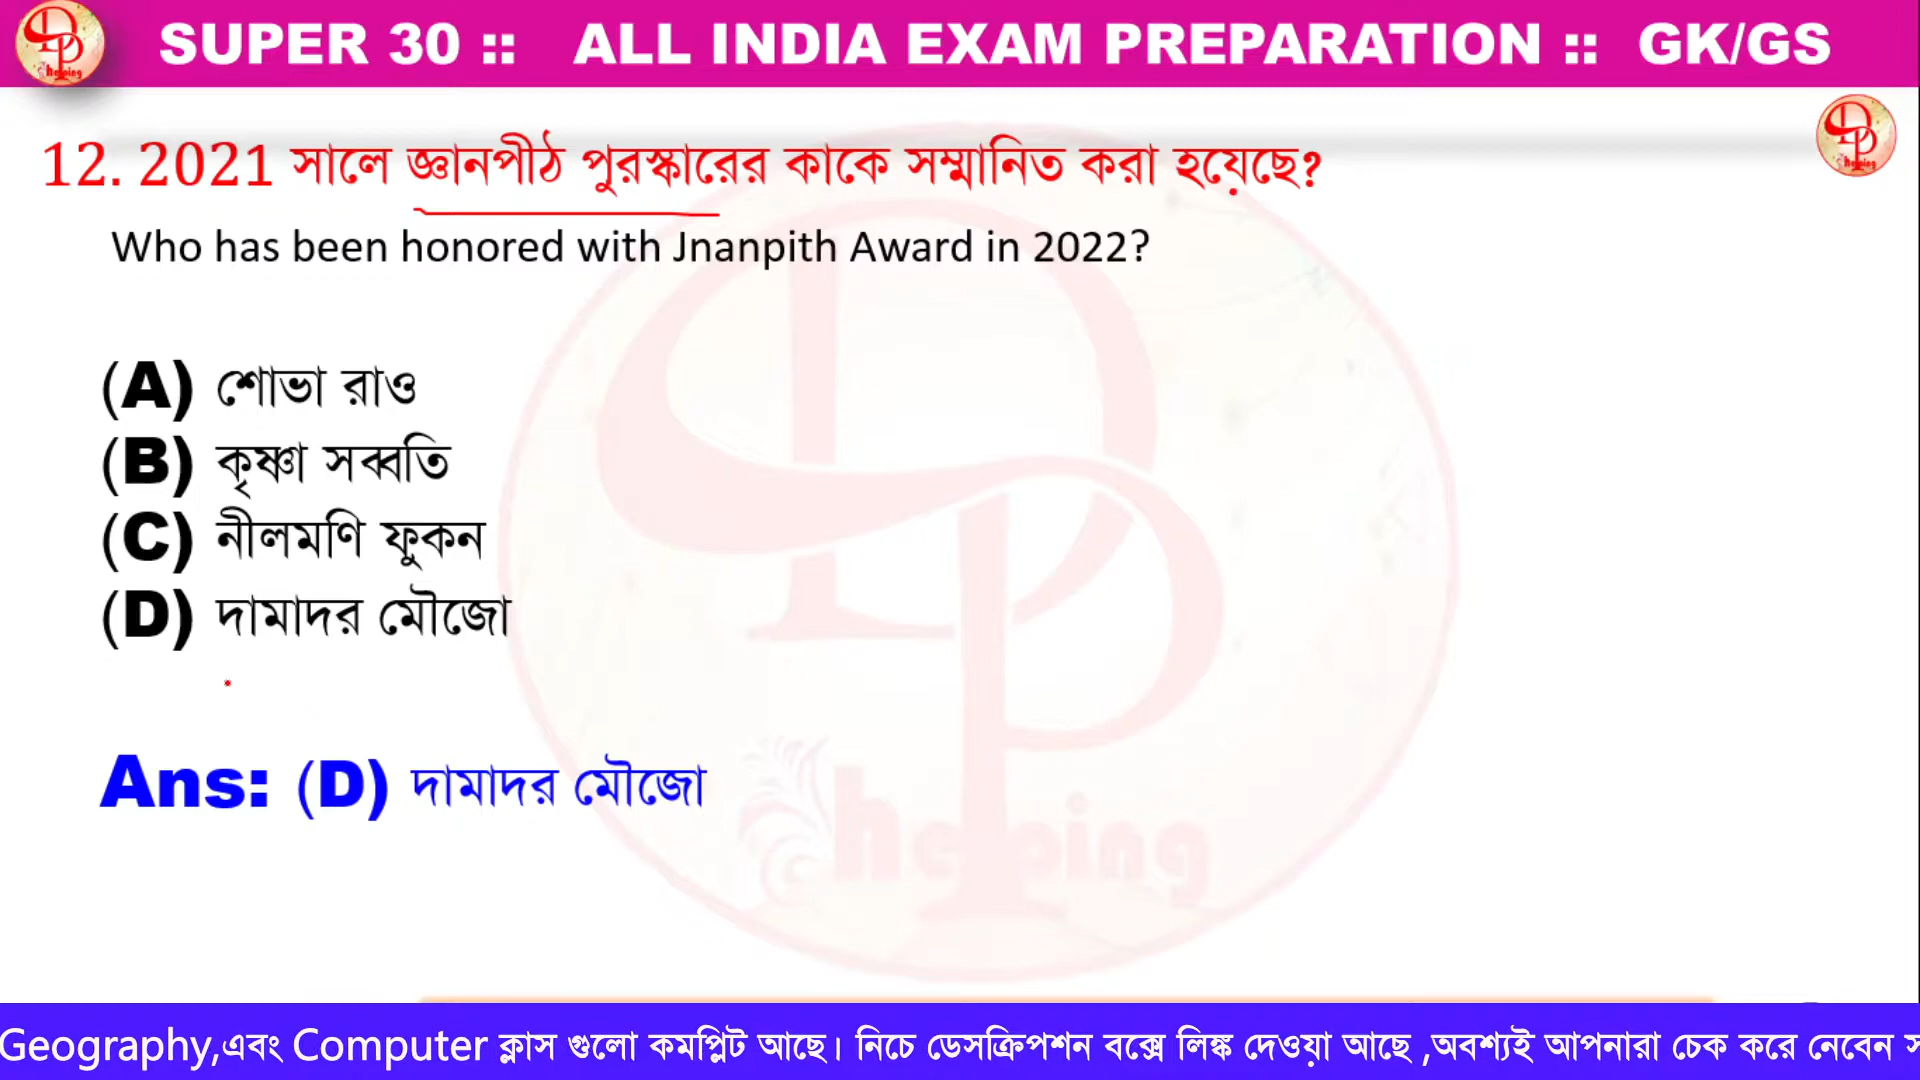 SUPER 30 :: ALL INDIA EXAM PREPARATION :: GK/GS
12. 2021 সালে জ্ঞানপীঠ পুরস্কারের কাকে সম্মানিত করা হয়েছে?
Who has been honored with Jnanpith Award in 2022?
(A) শোভা রাও
(B) কৃষ্ণা সব্বতি
(C) নীলমণি ফুকন
(D) দামাদর মৌজো
Ans: (D) দামাদর মৌজো
helping
Geography,এবং Computer ক্লাস গুলো কমপ্লিট আছে। নিচে ডেসক্রিপশন বক্সে লিঙ্ক দেওয়া আছে ,অবশ্যই আপনারা চেক করে নেবেন